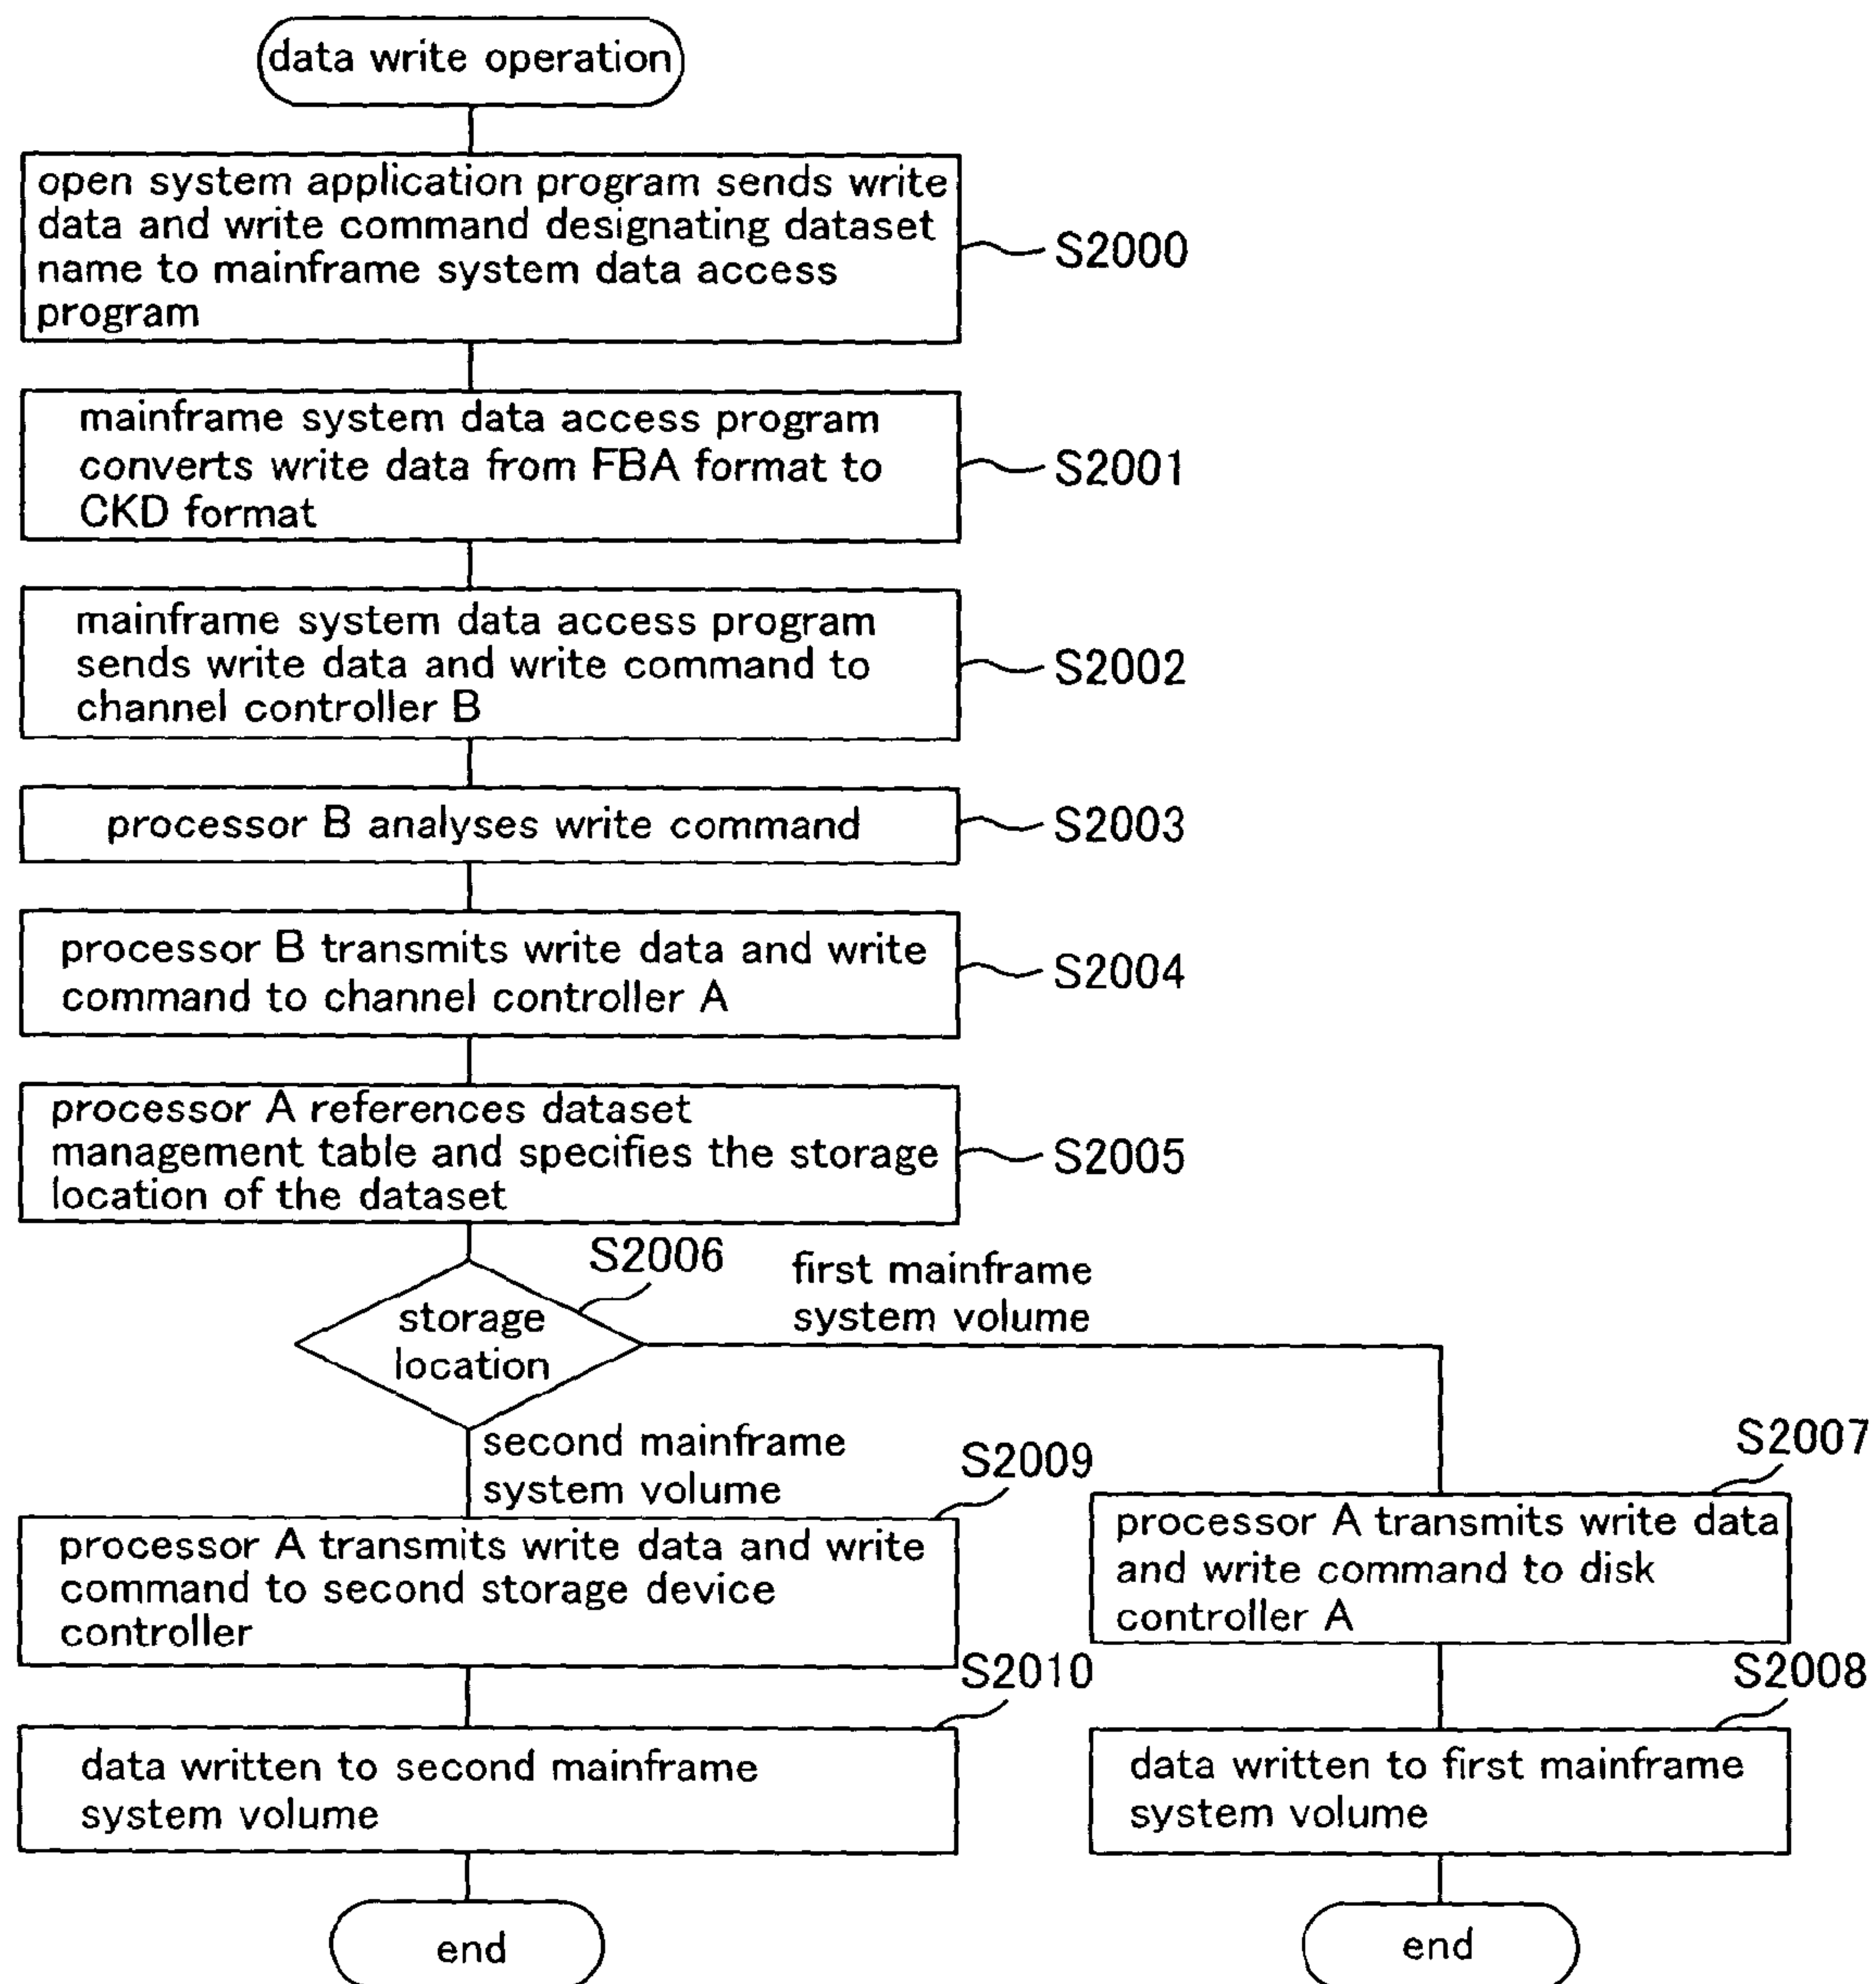 data write operation
open system application program sends write
data and write command designating dataset
name to mainframe system data access
program
S2000
mainframe system data access program
converts write data from FBA format to
CKD format
S2001
mainframe system data access program
sends write data and write command to
channel controller B
S2002
processor B analyses write command
S2003
processor B transmits write data and write
command to channel controller A
S2004
processor A references dataset
management table and specifies the storage
location of the dataset
S2005
S2006
storage
location
first mainframe
system volume
second mainframe
system volume
S2009
processor A transmits write data and write
command to second storage device
controller
S2010
data written to second mainframe
system volume
end
S2007
processor A transmits write data
and write command to disk
controller A
S2008
data written to first mainframe
system volume
end